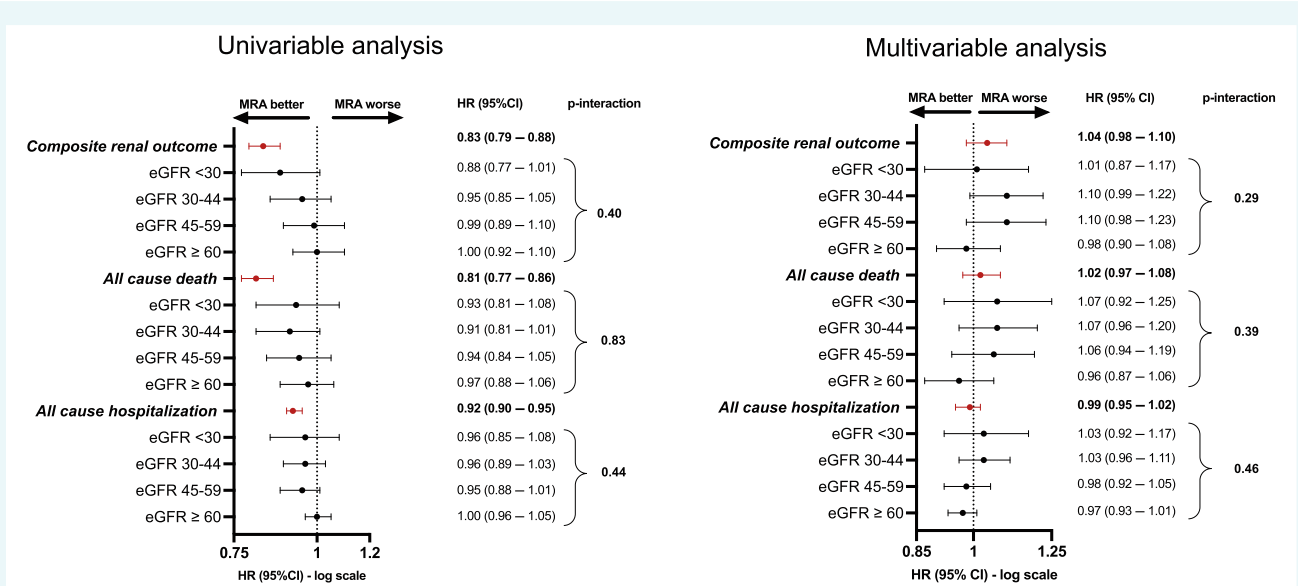 Univariable analysis
MRA better MRA worse HR (95%CI) p-interaction
Composite renal outcome 0.83 (0.79 – 0.88)
eGFR <30 0.88 (0.77 – 1.01)
eGFR 30-44 0.95 (0.85 – 1.05)
0.40
eGFR 45-59 0.99 (0.89 – 1.10)
eGFR ≥ 60 1.00 (0.92 – 1.10)
All cause death 0.81 (0.77 – 0.86)
eGFR <30 0.93 (0.81 – 1.08)
eGFR 30-44 0.91 (0.81 – 1.01)
0.83
eGFR 45-59 0.94 (0.84 – 1.05)
eGFR ≥ 60 0.97 (0.88 – 1.06)
All cause hospitalization 0.92 (0.90 – 0.95)
eGFR <30 0.96 (0.85 – 1.08)
eGFR 30-44 0.96 (0.89 – 1.03)
0.44
eGFR 45-59 0.95 (0.88 – 1.01)
eGFR ≥ 60 1.00 (0.96 – 1.05)
0.75 1 1.2
HR (95%CI) - log scale
Multivariable analysis
MRA better MRA worse HR (95% CI) p-interaction
Composite renal outcome 1.04 (0.98 – 1.10)
eGFR <30 1.01 (0.87 – 1.17)
eGFR 30-44 1.10 (0.99 – 1.22)
0.29
eGFR 45-59 1.10 (0.98 – 1.23)
eGFR ≥ 60 0.98 (0.90 – 1.08)
All cause death 1.02 (0.97 – 1.08)
eGFR <30 1.07 (0.92 – 1.25)
eGFR 30-44 1.07 (0.96 – 1.20)
0.39
eGFR 45-59 1.06 (0.94 – 1.19)
eGFR ≥ 60 0.96 (0.87 – 1.06)
All cause hospitalization 0.99 (0.95 – 1.02)
eGFR <30 1.03 (0.92 – 1.17)
eGFR 30-44 1.03 (0.96 – 1.11)
0.46
eGFR 45-59 0.98 (0.92 – 1.05)
eGFR ≥ 60 0.97 (0.93 – 1.01)
0.85 1 1.25
HR (95% CI) - log scale